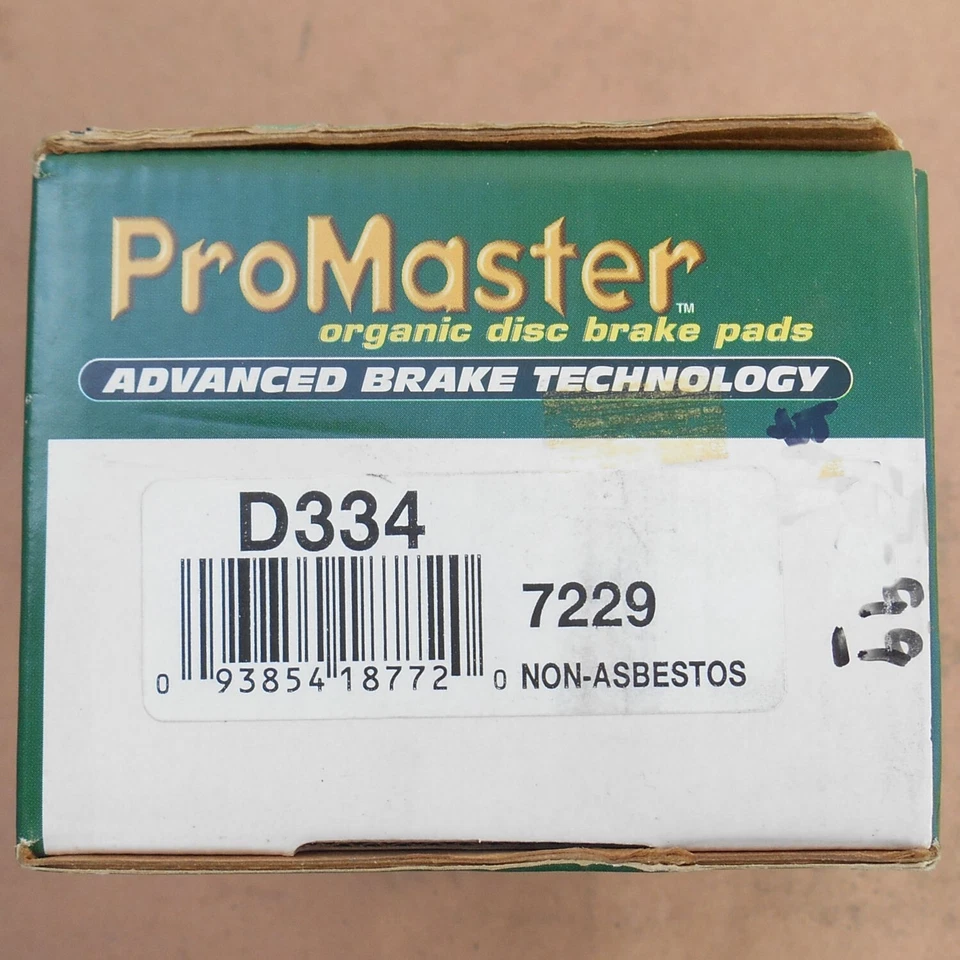 ProMaster™
organic disc brake pads
ADVANCED BRAKE TECHNOLOGY
D334
7229
0 93854 18772 0
NON-ASBESTOS